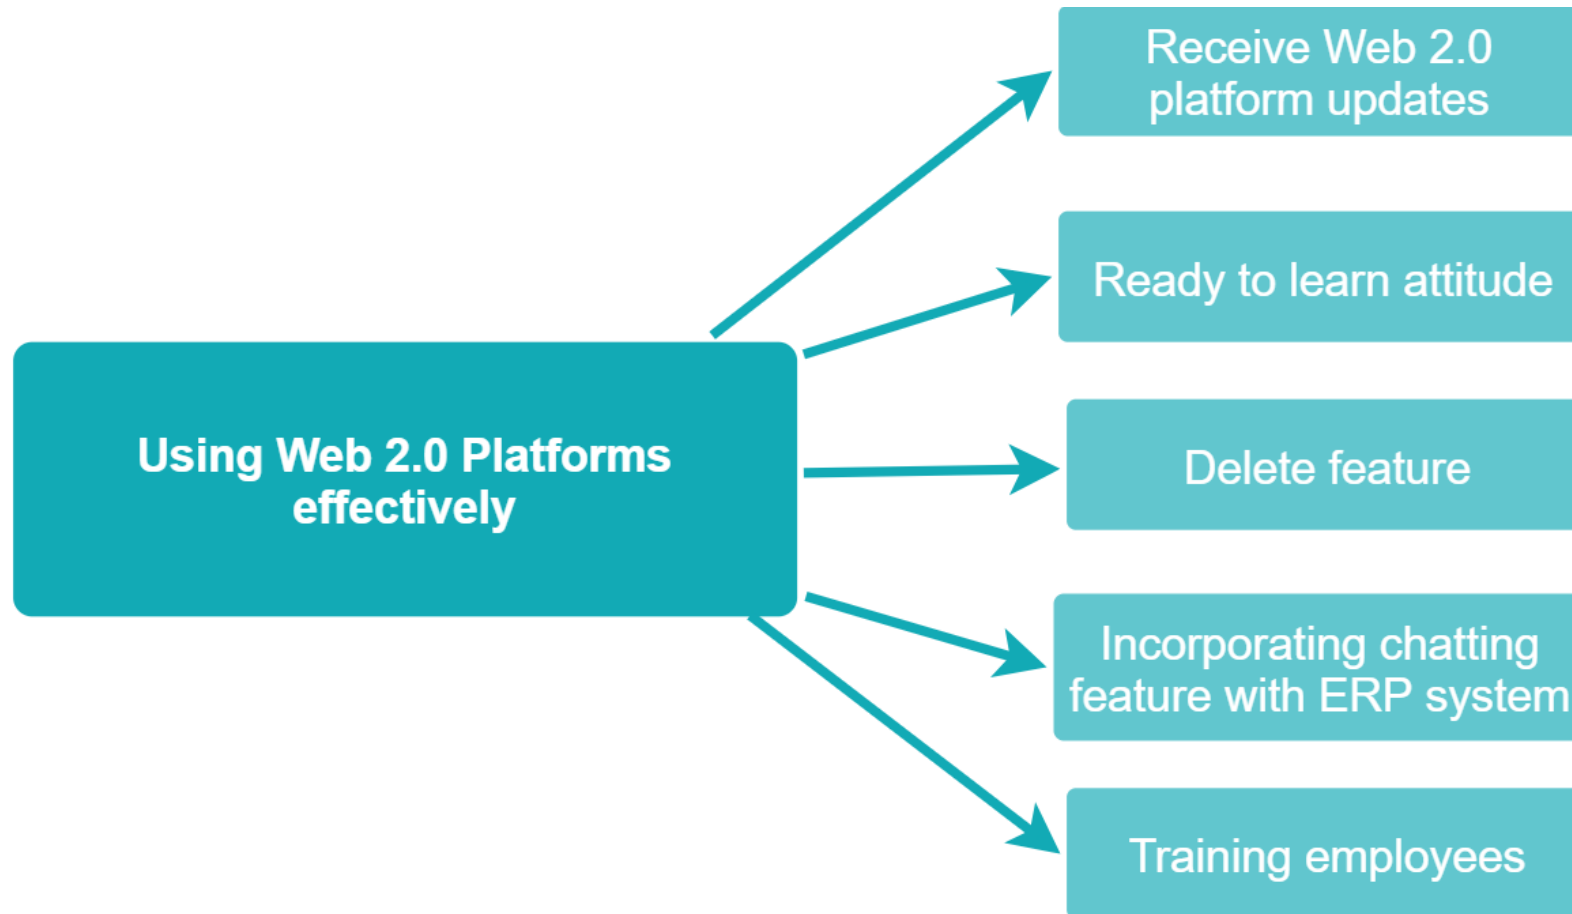 Receive Web 2.0
platform updates
Ready to learn attitude
Using Web 2.0 Platforms
effectively
Delete feature
Incorporating chatting
feature with ERP system
Training employees